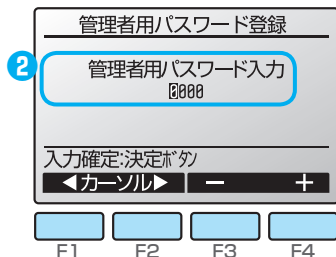 管理者用パスワード登録
2
管理者用パスワード入力
0000
入力確定:決定ボタン
◀カーソル▶ － ＋
F1 F2 F3 F4